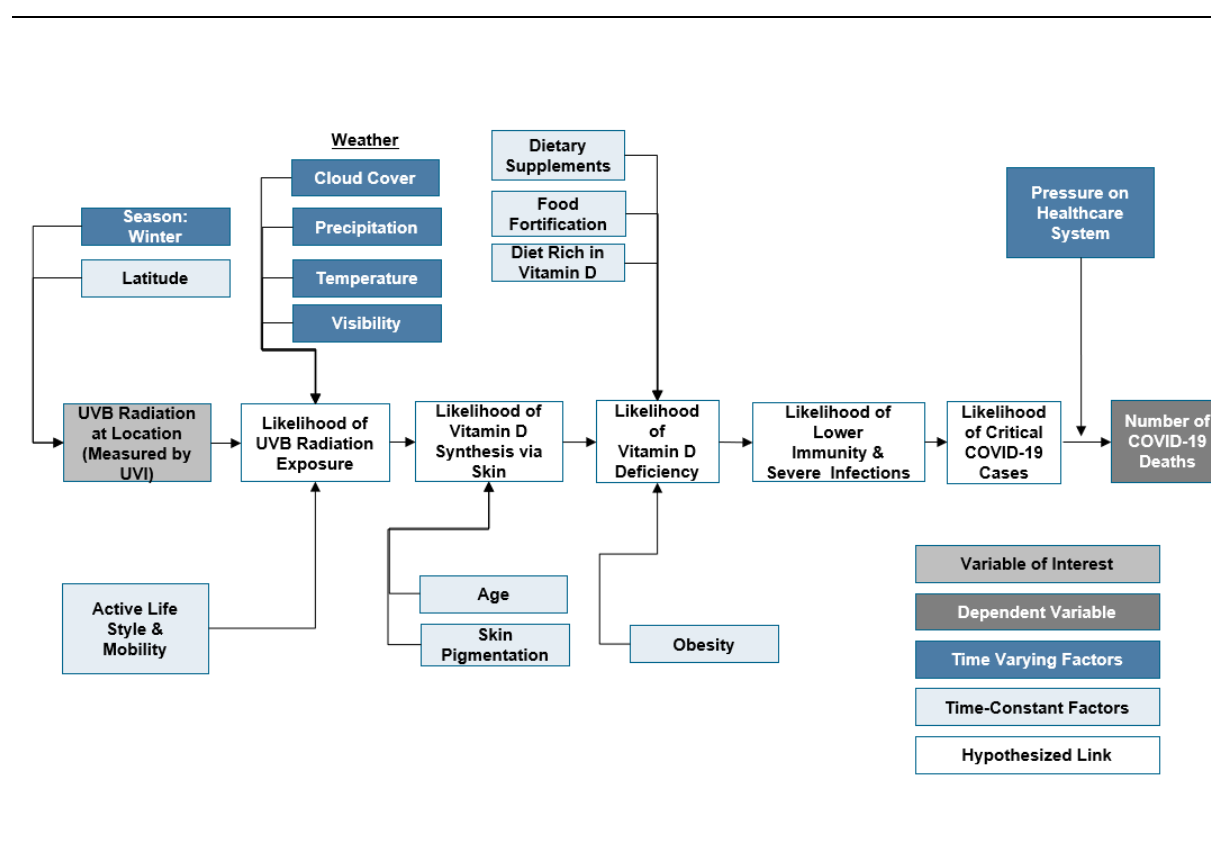 Weather
Cloud Cover
Precipitation
Temperature
Visibility
Season:
Winter
Latitude
Dietary
Supplements
Food
Fortification
Diet Rich in
Vitamin D
Pressure on
Healthcare
System
UVB Radiation
at Location
(Measured by
UVI)
Likelihood of
UVB Radiation
Exposure
Likelihood of
Vitamin D
Synthesis via
Skin
Likelihood
of
Vitamin D
Deficiency
Likelihood of
Lower
Immunity &
Severe Infections
Likelihood
of Critical
COVID-19
Cases
Number of
COVID-19
Deaths
Active Life
Style &
Mobility
Age
Skin
Pigmentation
Obesity
Variable of Interest
Dependent Variable
Time Varying Factors
Time-Constant Factors
Hypothesized Link